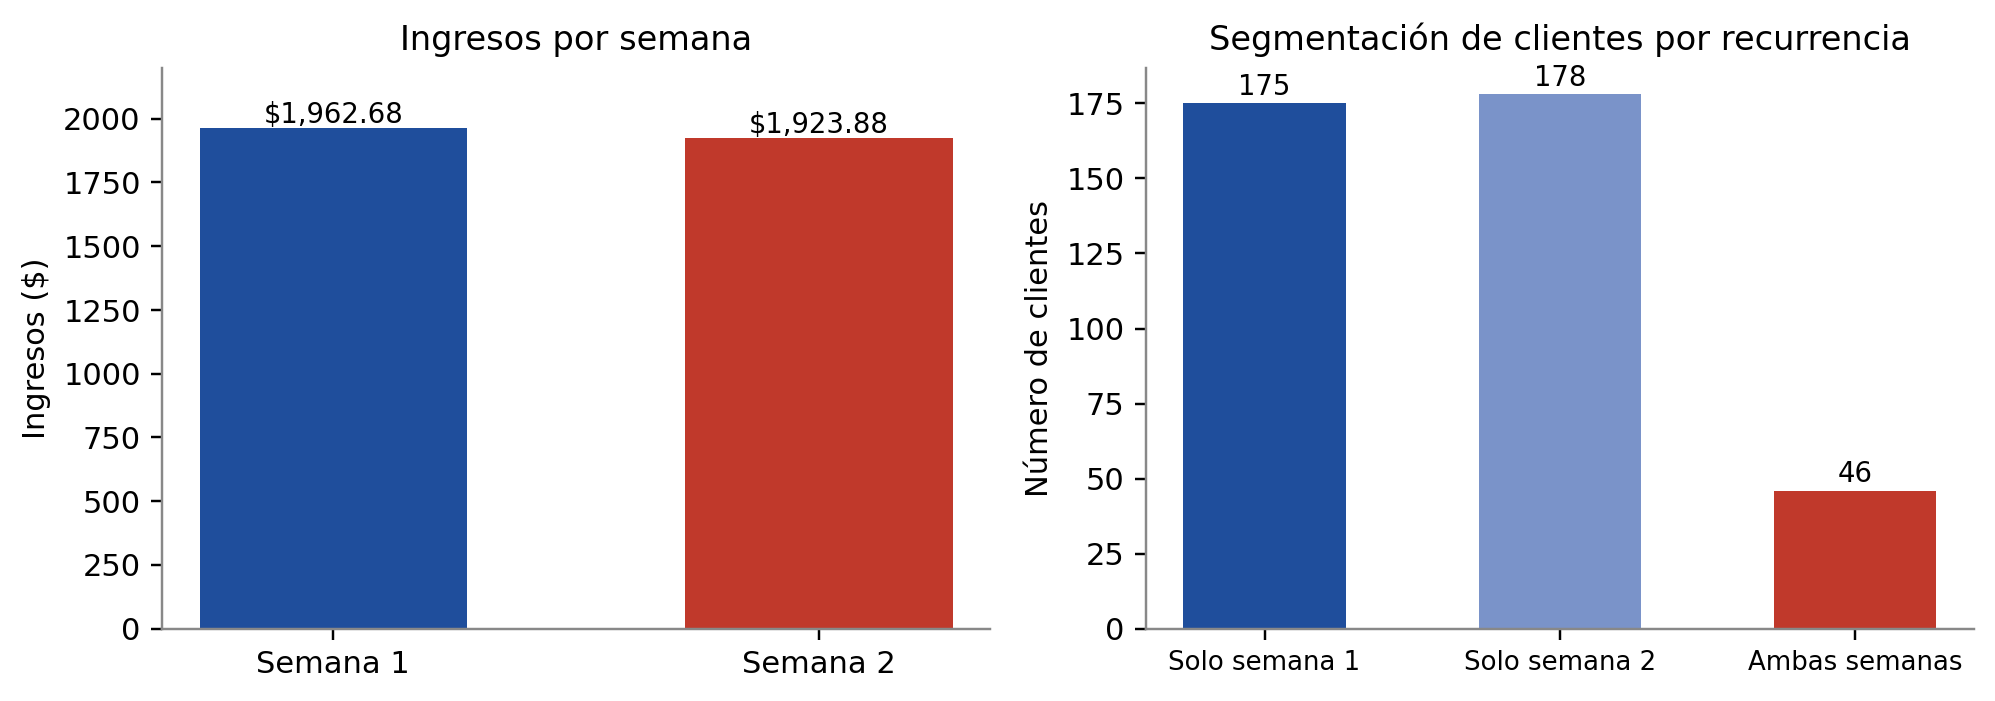 Ingresos por semana
Ingresos ($)
2000
1750
1500
1250
1000
750
500
250
0
$1,962.68
$1,923.88
Semana 1
Semana 2
Segmentación de clientes por recurrencia
Número de clientes
175
150
125
100
75
50
25
0
175
178
46
Solo semana 1
Solo semana 2
Ambas semanas